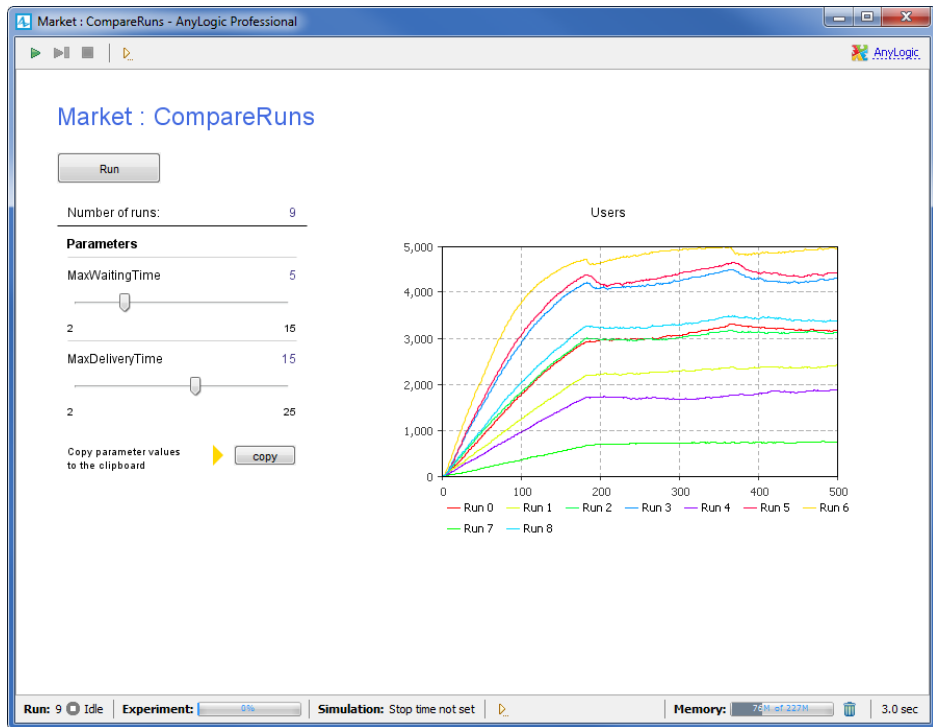 Market : CompareRuns - AnyLogic Professional
AnyLogic
Market : CompareRuns
Run
Number of runs: 9
Parameters
MaxWaitingTime 5
2 15
MaxDeliveryTime 15
2 25
Copy parameter values
to the clipboard
copy
Users
5,000
4,000
3,000
2,000
1,000
0
0 100 200 300 400 500
Run 0 Run 1 Run 2 Run 3 Run 4 Run 5 Run 6
Run 7 Run 8
Run: 9 Idle Experiment: 0% Simulation: Stop time not set Memory: 76M of 227M 3.0 sec